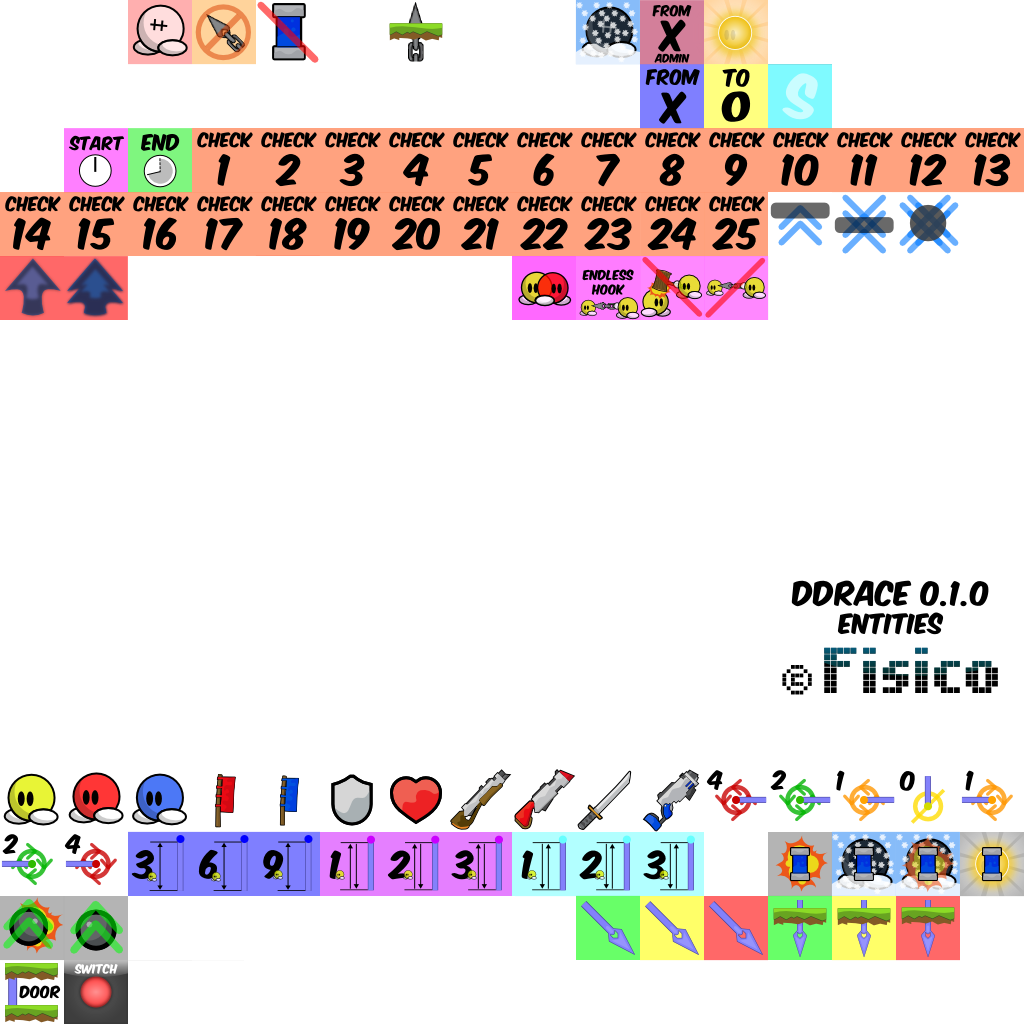 FROM
X
ADMIN
FROM
X
TO
O
S
START
END
CHECK
1
CHECK
2
CHECK
3
CHECK
4
CHECK
5
CHECK
6
CHECK
7
CHECK
8
CHECK
9
CHECK
10
CHECK
11
CHECK
12
CHECK
13
CHECK
14
CHECK
15
CHECK
16
CHECK
17
CHECK
18
CHECK
19
CHECK
20
CHECK
21
CHECK
22
CHECK
23
CHECK
24
CHECK
25
ENDLESS
HOOK
DDRACE 0.1.0
ENTITIES
© Fisico
4
2
1
0
1
2
4
3
6
9
1
2
3
1
2
3
DOOR
SWITCH